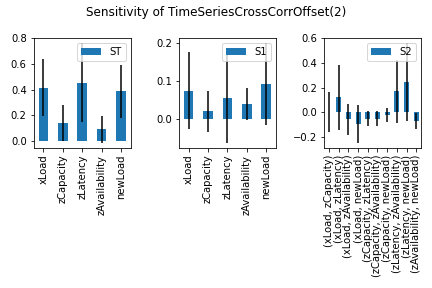 Sensitivity of TimeSeriesCrossCorrOffset(2)
0.8
0.6
0.4
0.2
0.0
ST
xLoad
zCapacity
zLatency
zAvailability
newLoad
0.2
0.1
0.0
S1
xLoad
zCapacity
zLatency
zAvailability
newLoad
0.6
0.4
0.2
0.0
−0.2
S2
(xLoad, zCapacity)
(xLoad, zLatency)
(xLoad, zAvailability)
(xLoad, newLoad)
(zCapacity, zLatency)
(zCapacity, zAvailability)
(zCapacity, newLoad)
(zLatency, zAvailability)
(zLatency, newLoad)
(zAvailability, newLoad)